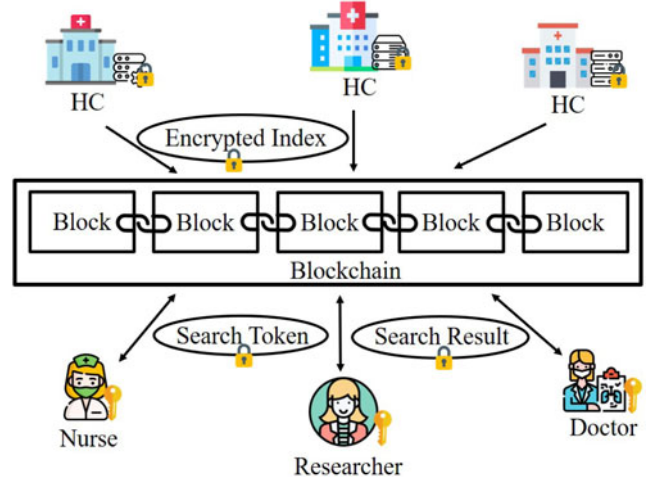 HC
HC
HC
Encrypted Index
Block
Block
Block
Block
Block
Blockchain
Search Token
Search Result
Nurse
Researcher
Doctor